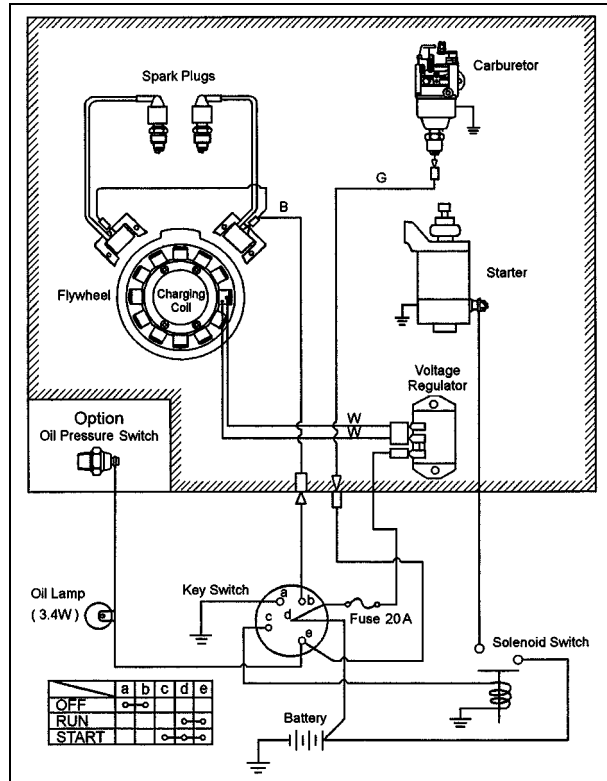 Spark Plugs
Carburetor
G
B
Starter
Flywheel
Charging
Coil
Voltage
Regulator
W
W
Option
Oil Pressure Switch
Key Switch
a
b
c
d
e
Fuse 20A
Oil Lamp
( 3.4W )
Solenoid Switch
Battery
a b c d e
OFF
RUN
START